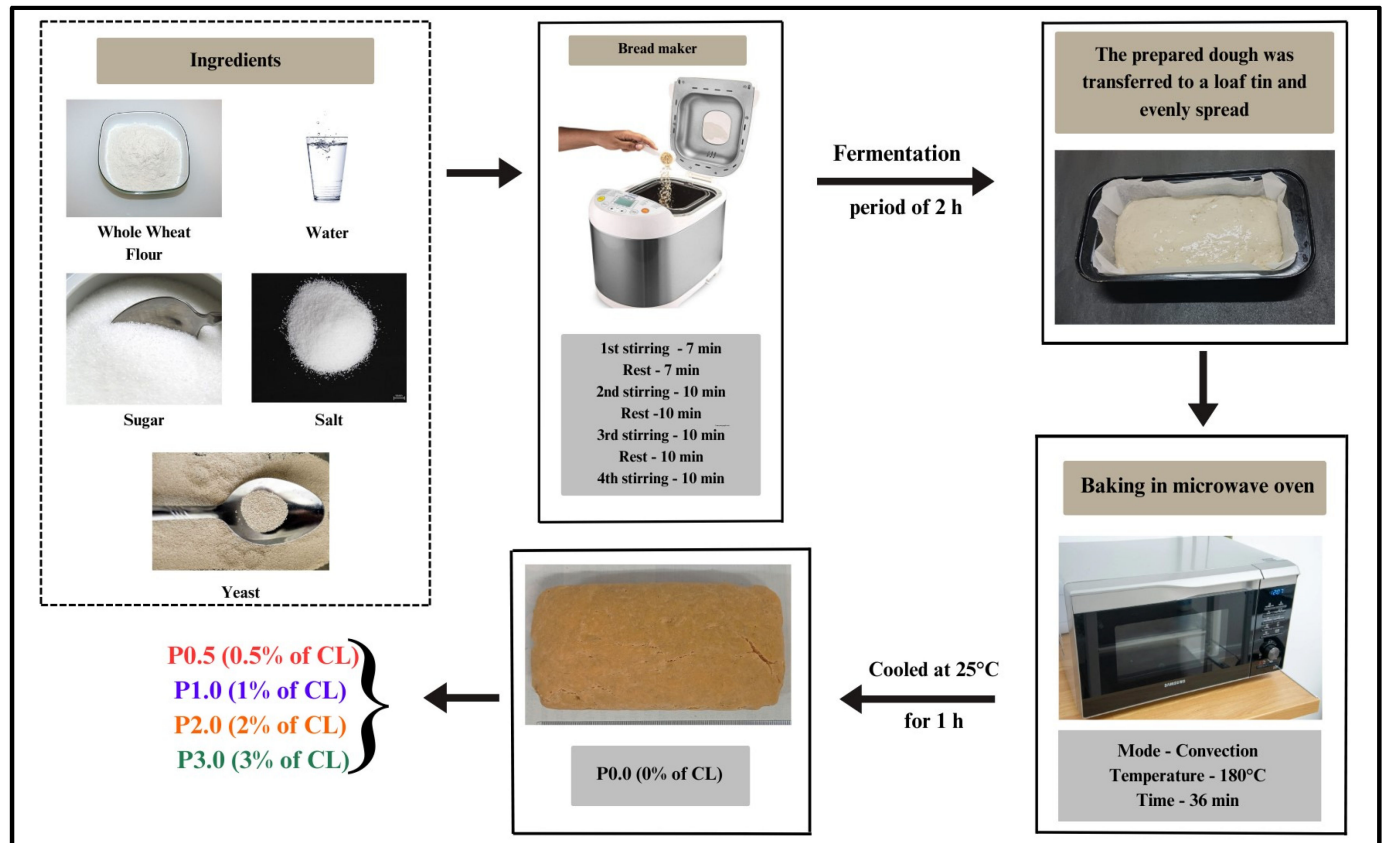 Ingredients
Whole Wheat
Flour
Water
Sugar
Salt
Yeast
Bread maker
1st stirring - 7 min
Rest - 7 min
2nd stirring - 10 min
Rest -10 min
3rd stirring - 10 min
Rest - 10 min
4th stirring - 10 min
Fermentation
period of 2 h
The prepared dough was
transferred to a loaf tin and
evenly spread
Baking in microwave oven
SAMSUNG
Mode - Convection
Temperature - 180°C
Time - 36 min
Cooled at 25°C
for 1 h
P0.0 (0% of CL)
P0.5 (0.5% of CL)
P1.0 (1% of CL)
P2.0 (2% of CL)
P3.0 (3% of CL)